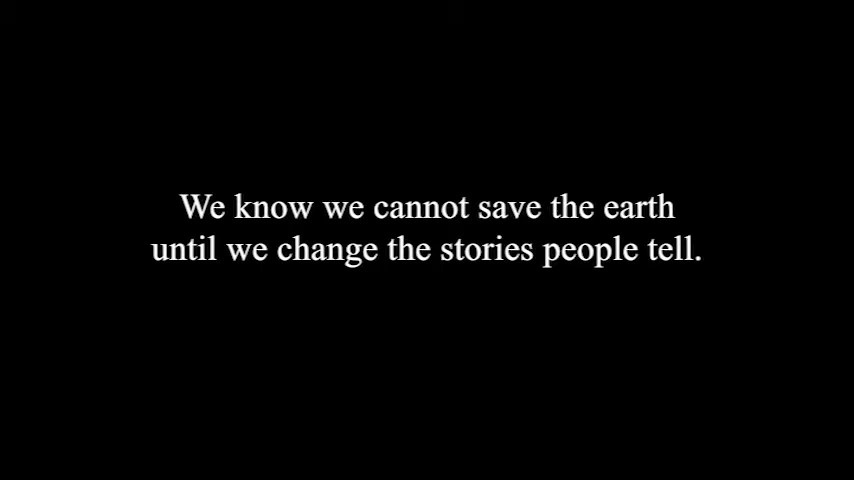 We know we cannot save the earth
until we change the stories people tell.